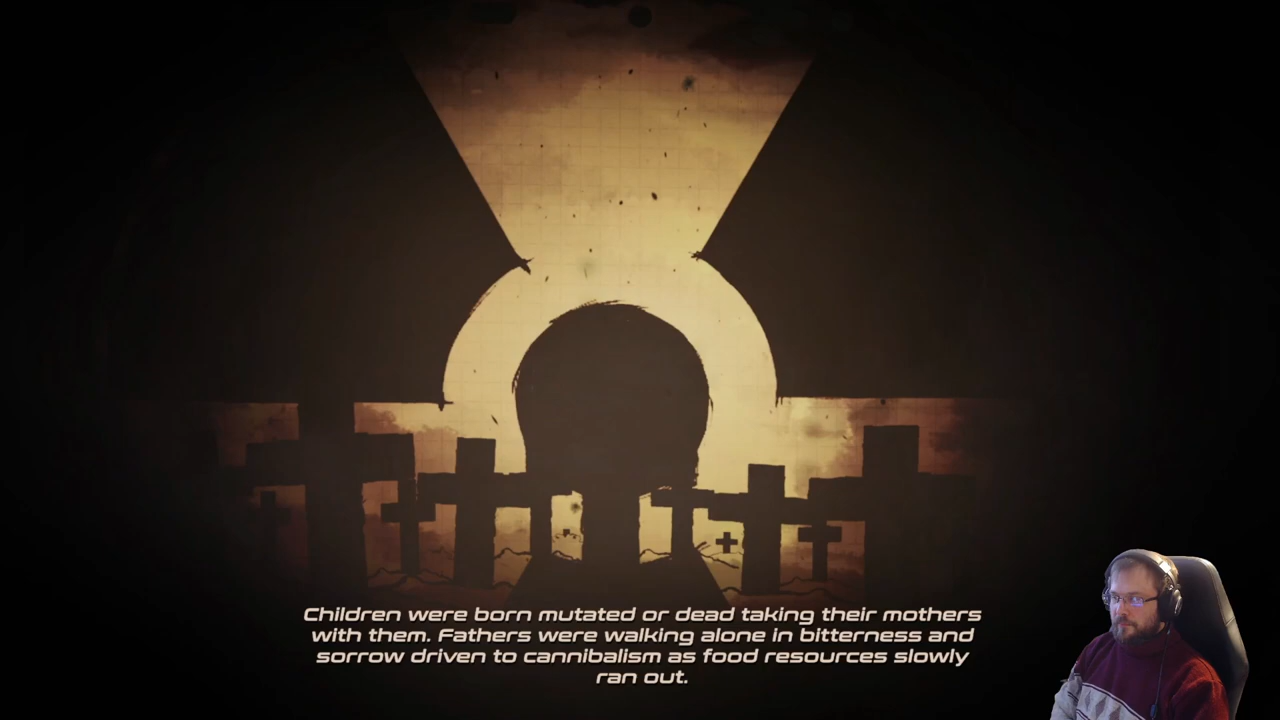 Children were born mutated or dead taking their mothers
with them. Fathers were walking alone in bitterness and
sorrow driven to cannibalism as food resources slowly
ran out.